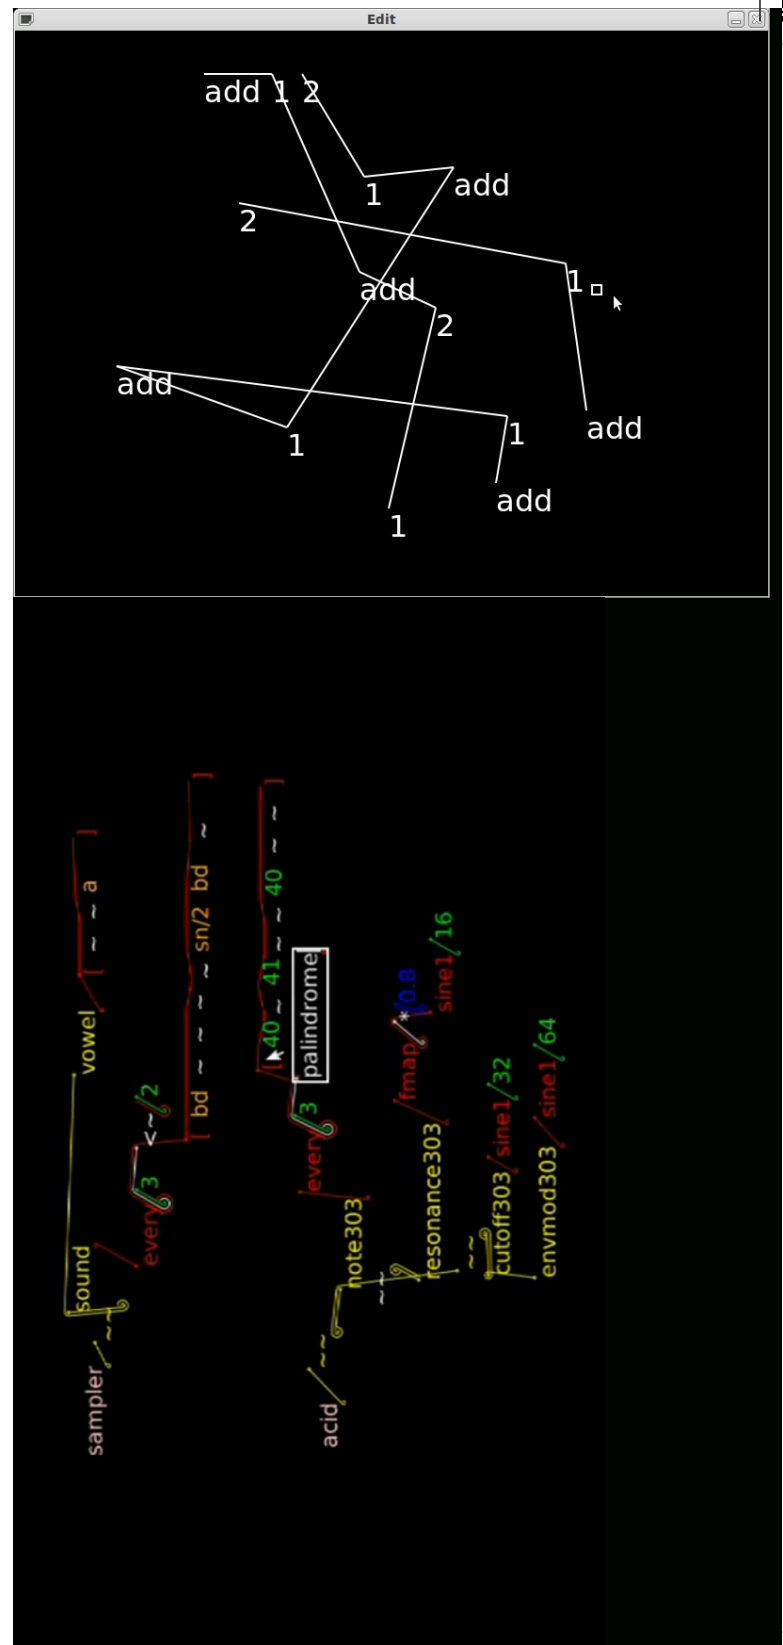 Edit
add 1 2
1 add
2
1
add
2
add
add
1
1
add
1
sampler ~~ sound vowel [ ~ ~ a ]
every 3 <~ /2
[ bd ~ ~ ~ ~ sn/2 bd ~ ]
[ 40 ~ 41 ~ ~ 40 ~ ~ ]
every 3 palindrome
acid ~~ note303
~~
fmap * 0.8
resonance303 sine1/16
~~ cutoff303 sine1/32
envmod303 sine1/64